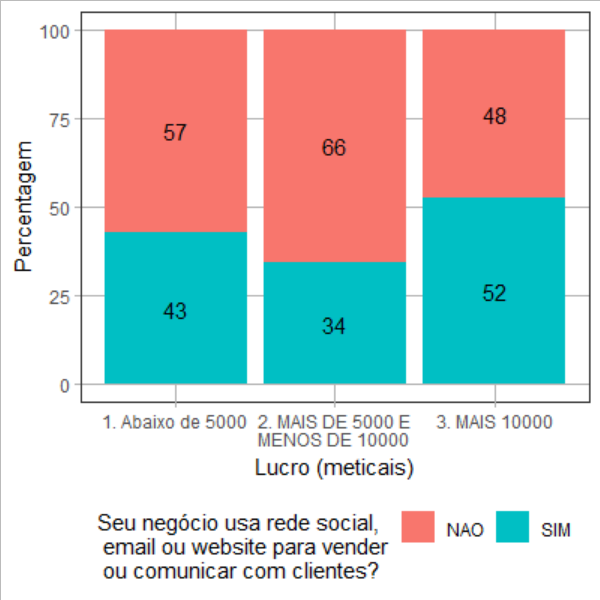 100
75
50
25
0
Percentagem
57
66
48
43
34
52
1. Abaixo de 5000
2. MAIS DE 5000 E
MENOS DE 10000
3. MAIS 10000
Lucro (meticais)
Seu negócio usa rede social,
email ou website para vender
ou comunicar com clientes?
NAO
SIM